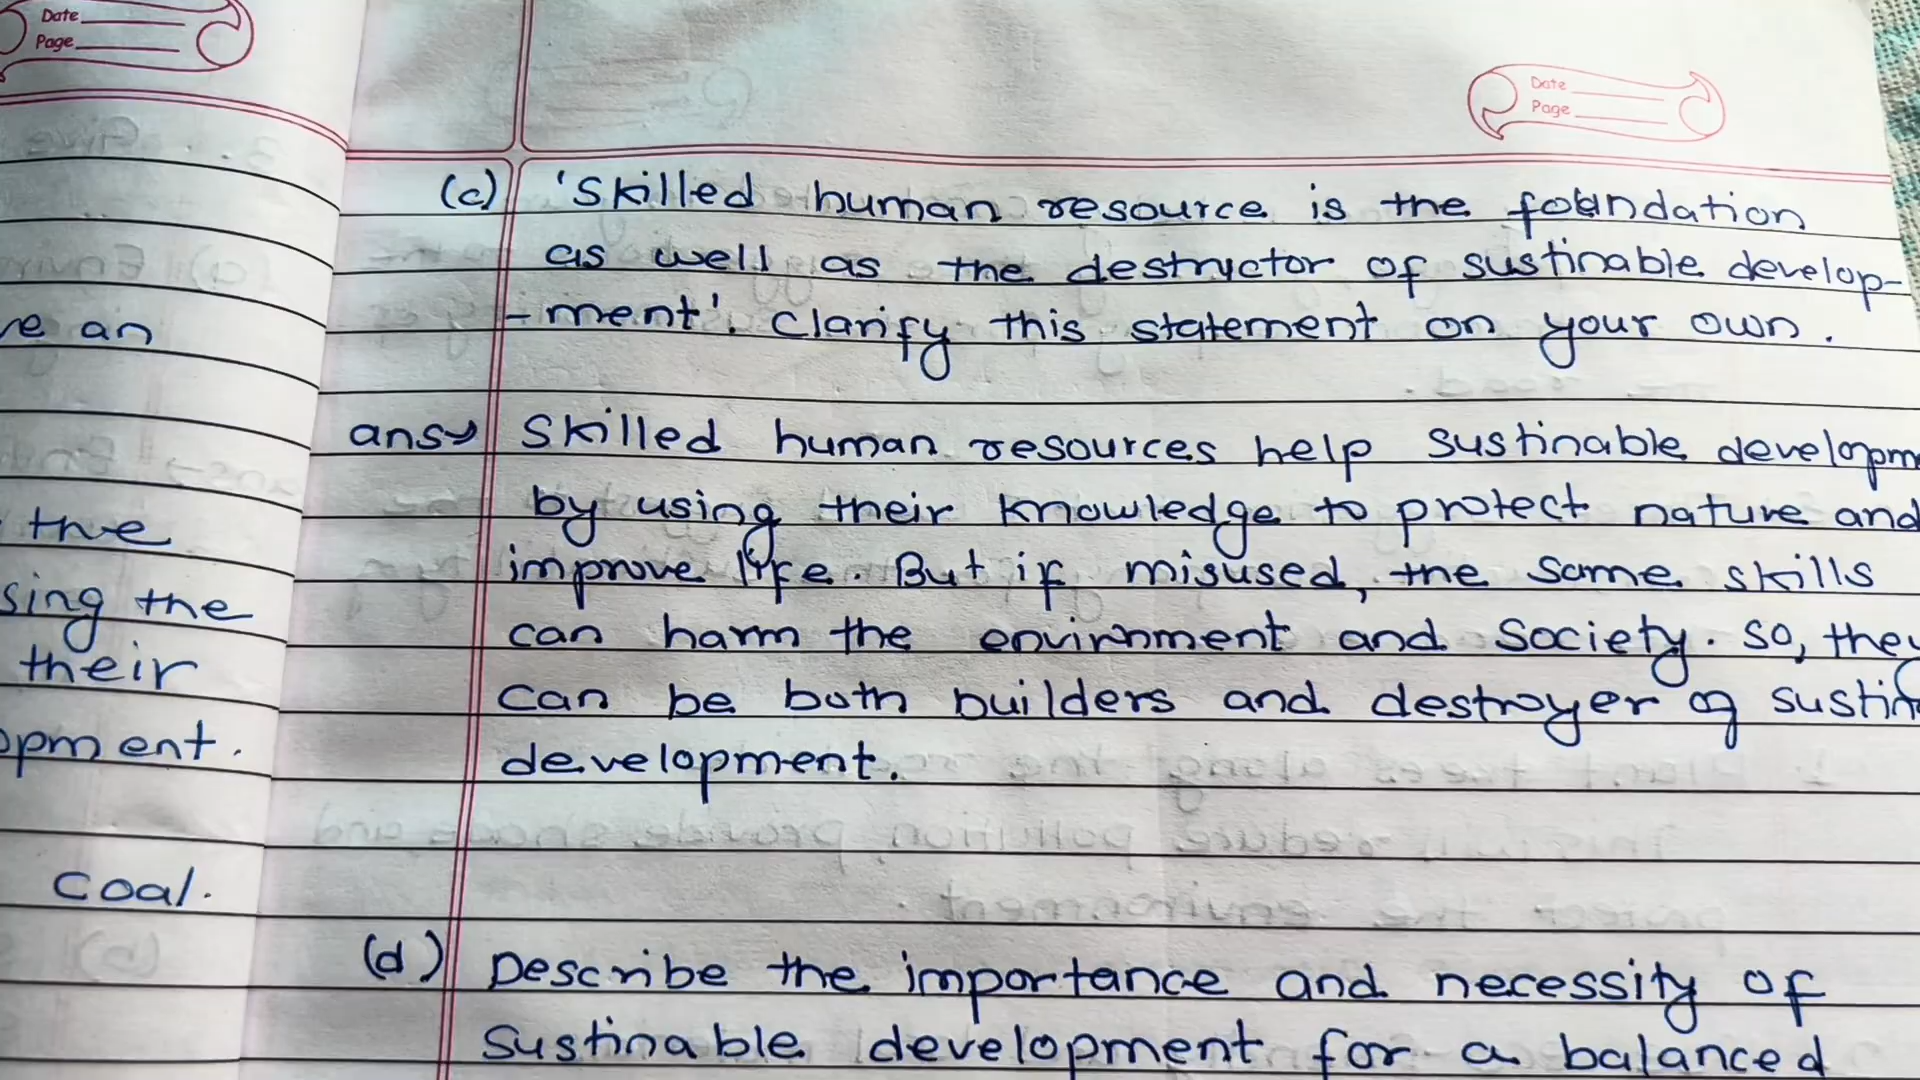 Date
Page
Date
Page
re an
the
sing the
their
opment.
coal.
(c) 'Skilled human resource is the foundation
as well as the destructor of sustinable develop-
-ment'. Clarify this statement on your own.
ans→ Skilled human resources help sustinable developm
by using their knowledge to protect nature and
improve life. But if misused, the same skills
can harm the envirnment and society. So, they
can be both builders and destroyer of sustin
development.
(d) Describe the importance and necessity of
sustinable development for a balanced